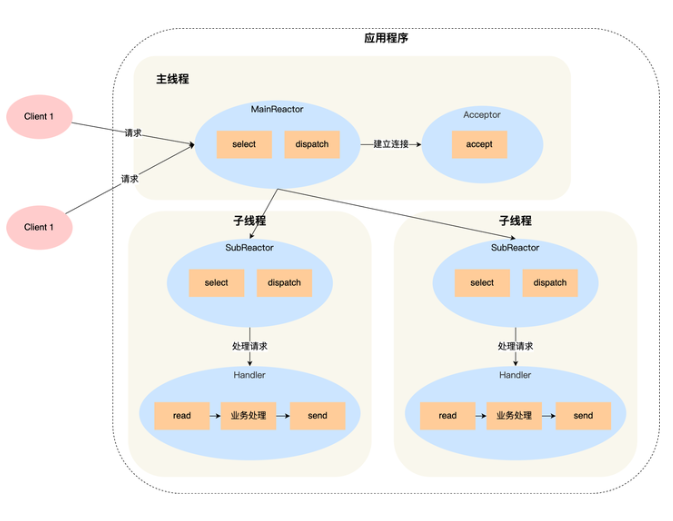 应用程序
主线程
Client 1
请求
MainReactor
select
dispatch
建立连接
Acceptor
accept
请求
Client 1
子线程
SubReactor
select
dispatch
处理请求
Handler
read
业务处理
send
子线程
SubReactor
select
dispatch
处理请求
Handler
read
业务处理
send